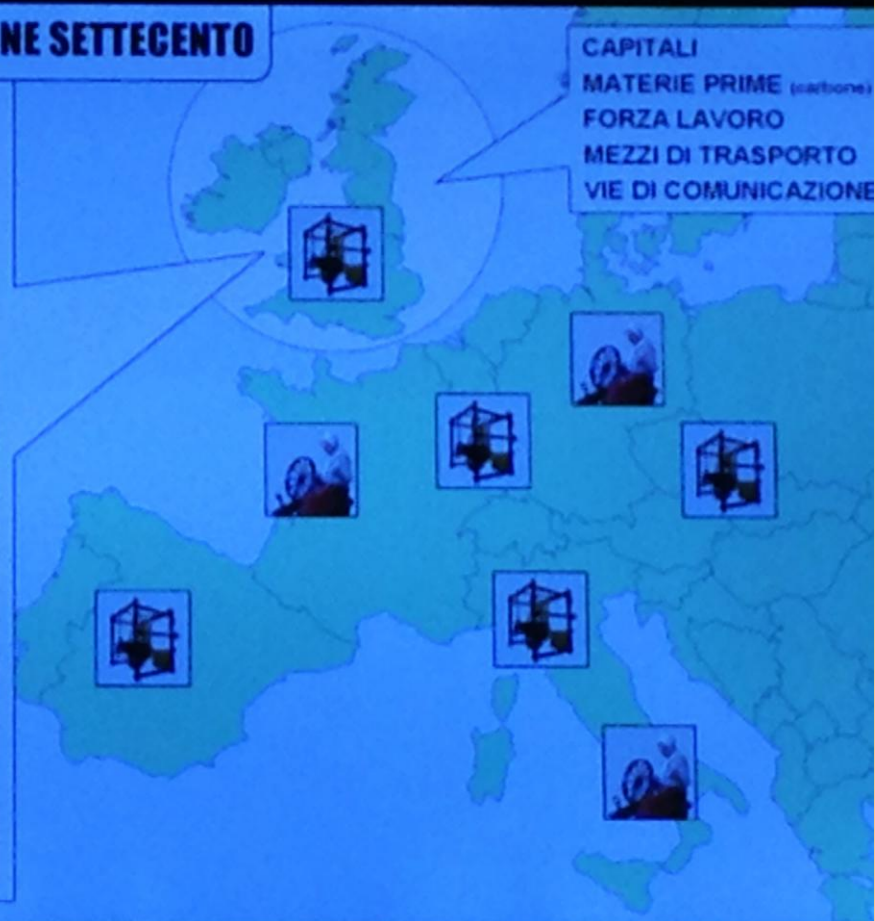 NE SETTECENTO
CAPITALI
MATERIE PRIME (carbone)
FORZA LAVORO
MEZZI DI TRASPORTO
VIE DI COMUNICAZIONE